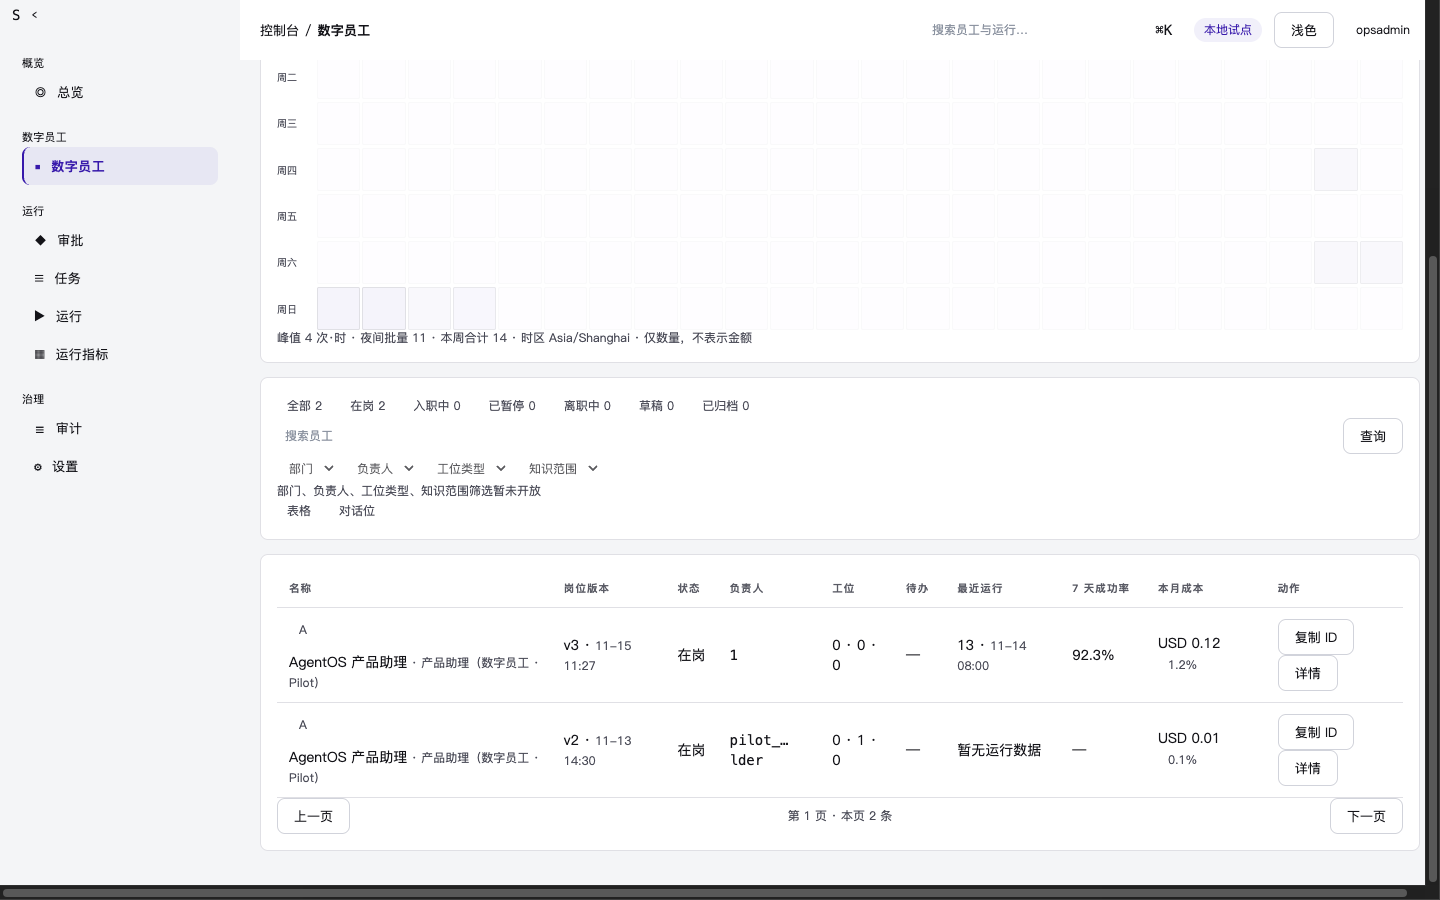 S <
概览
总览
数字员工
数字员工
运行
审批
任务
运行
运行指标
治理
审计
设置
控制台 / 数字员工
搜索员工与运行...
⌘K
本地试点
浅色
opsadmin
周二
周三
周四
周五
周六
周日
峰值 4 次·时 · 夜间批量 11 · 本周合计 14 · 时区 Asia/Shanghai · 仅数量，不表示金额
全部 2 在岗 2 入职中 0 已暂停 0 离职中 0 草稿 0 已归档 0
搜索员工
查询
部门 负责人 工位类型 知识范围
部门、负责人、工位类型、知识范围筛选暂未开放
表格 对话位
名称 岗位版本 状态 负责人 工位 待办 最近运行 7 天成功率 本月成本 动作
A
AgentOS 产品助理 · 产品助理（数字员工 ·
Pilot）
v3 · 11-15
11:27
在岗
1
0 · 0 ·
0
—
13 · 11-14
08:00
92.3%
USD 0.12
1.2%
复制 ID
详情
A
AgentOS 产品助理 · 产品助理（数字员工 ·
Pilot）
v2 · 11-13
14:30
在岗
pilot_…
lder
0 · 1 ·
0
—
暂无运行数据
—
USD 0.01
0.1%
复制 ID
详情
上一页
第 1 页 · 本页 2 条
下一页